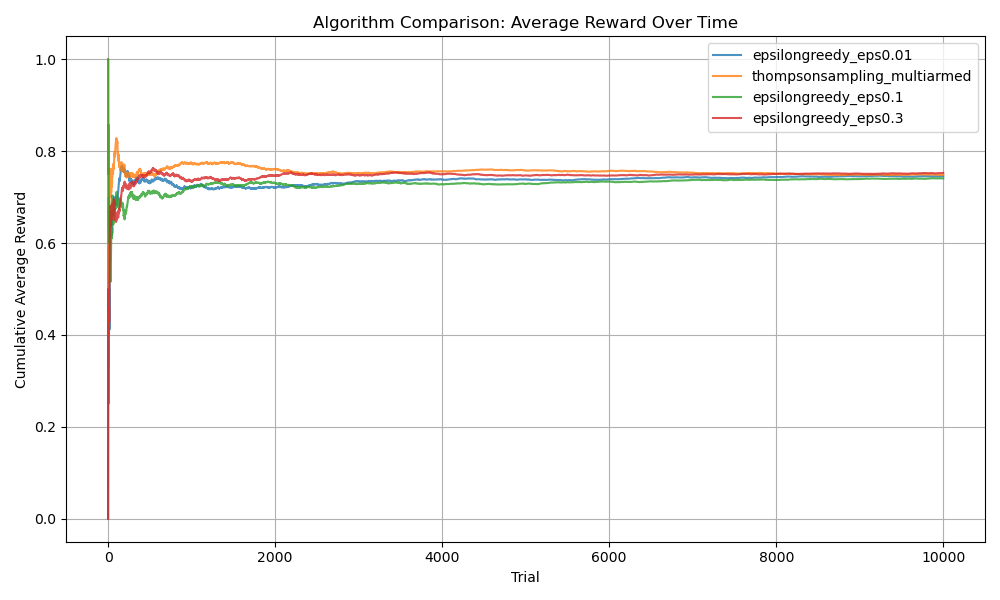 Algorithm Comparison: Average Reward Over Time
epsilongreedy_eps0.01
thompsonsampling_multiarmed
epsilongreedy_eps0.1
epsilongreedy_eps0.3
Cumulative Average Reward
1.0
0.8
0.6
0.4
0.2
0.0
0 2000 4000 6000 8000 10000
Trial